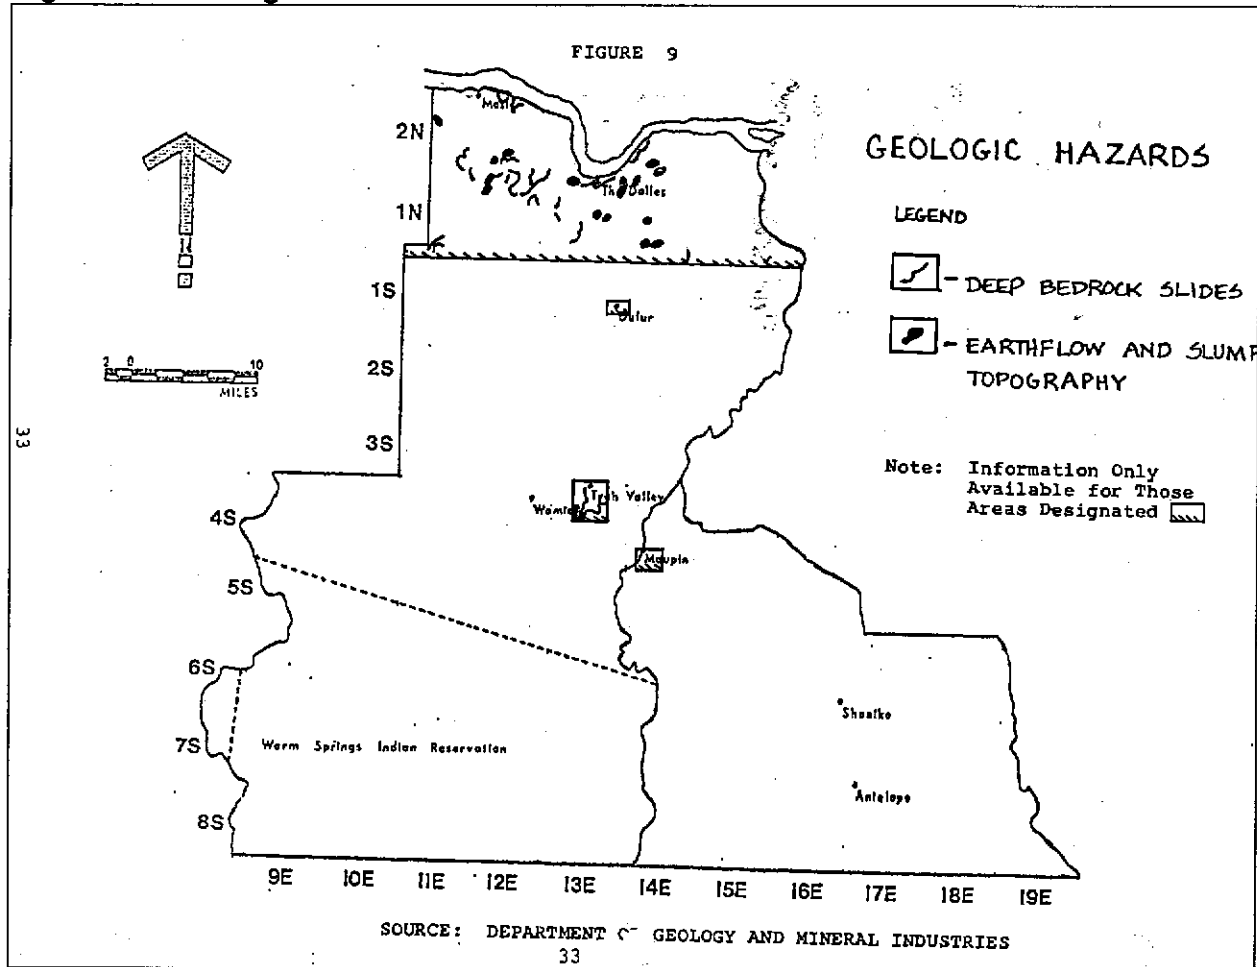 FIGURE 9
GEOLOGIC HAZARDS
LEGEND
- DEEP BEDROCK SLIDES
- EARTHFLOW AND SLUMP
TOPOGRAPHY
Note: Information Only
Available for Those
Areas Designated
2 0 10
MILES
33
2N
1N
1S
2S
3S
4S
5S
6S
7S
8S
The Dalles
Dufur
Tygh Valley
Wamic
Maupin
Shaniko
Antelope
Warm Springs Indian Reservation
9E 10E 11E 12E 13E 14E 15E 16E 17E 18E 19E
SOURCE: DEPARTMENT OF GEOLOGY AND MINERAL INDUSTRIES
33